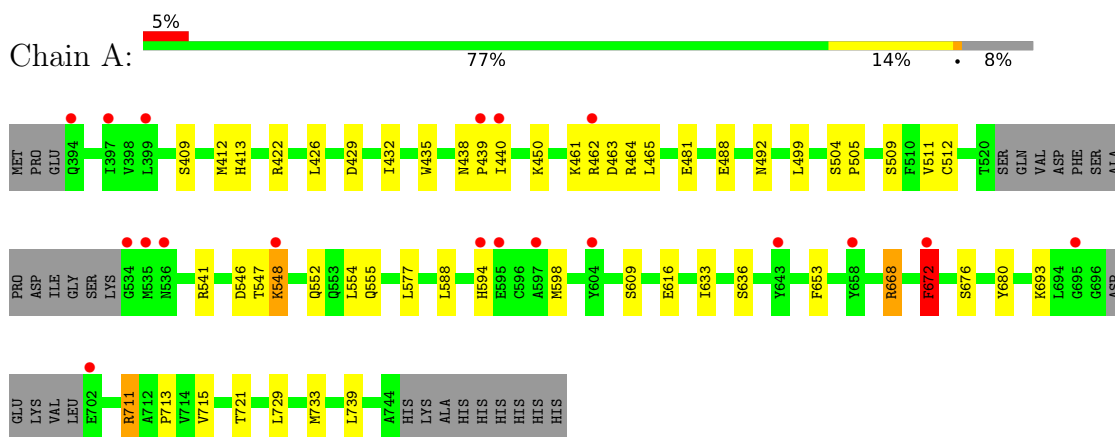 5%
Chain A:
77% 14% • 8%
MET PRO GLU Q394 I397 V398 L399 S409 M412 H413 R422 L426 D429 I432 W435 N438 P439 I440 K450 K461 R462 D463 R464 L465 E481 E488 N492 L499 S504 P505 S509 F510 V511 C512 T520 SER GLN VAL ASP PHE SER ALA
PRO ASP ILE GLY SER LYS G534 M535 N536 R541 D546 T547 K548 Q552 Q553 L554 Q555 L577 L588 H594 E595 C596 A597 M598 Y604 S609 E616 I633 S636 Y643 F653 Y658 R668 F672 S676 Y680 K693 L694 G695 G696 ASP
GLU LYS VAL LEU E702 R711 A712 P713 V714 V715 T721 L729 M733 L739 A744 HIS LYS ALA HIS HIS HIS HIS HIS HIS